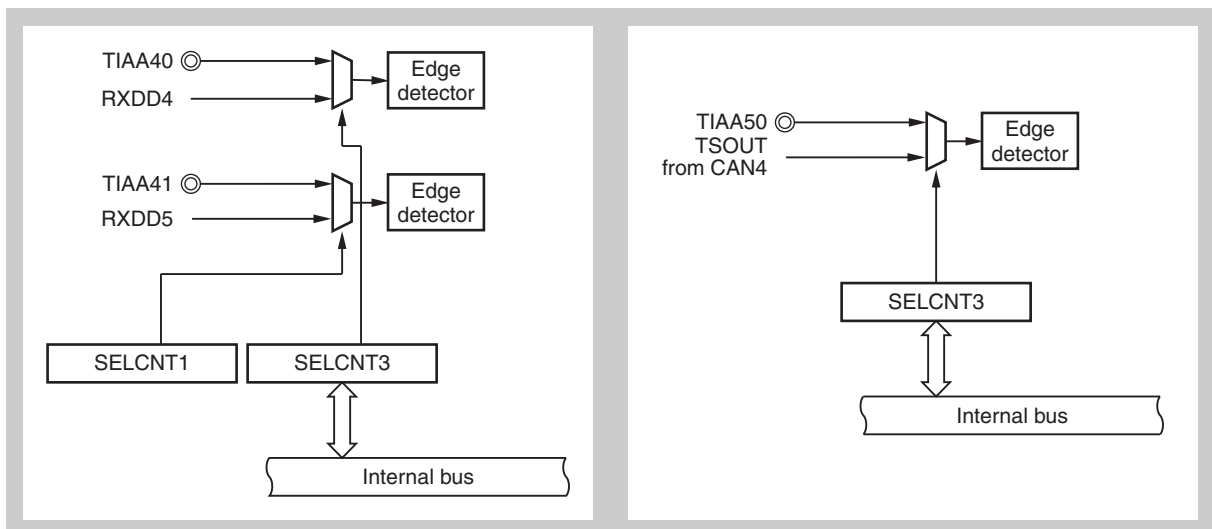 TIAA40
RXDD4
Edge
detector
TIAA41
RXDD5
Edge
detector
SELCNT1
SELCNT3
Internal bus
TIAA50
TSOUT
from CAN4
Edge
detector
SELCNT3
Internal bus